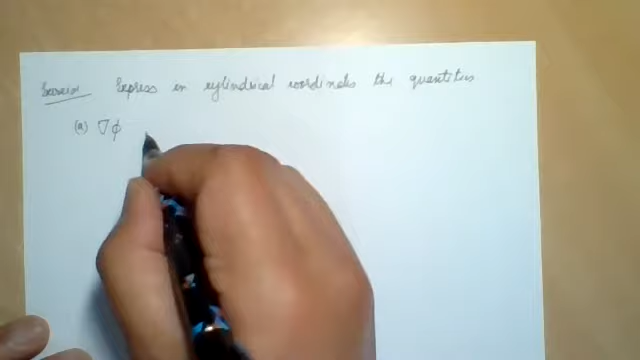 Exercise Express in cylindrical coordinates the quantities
(a) ∇ϕ